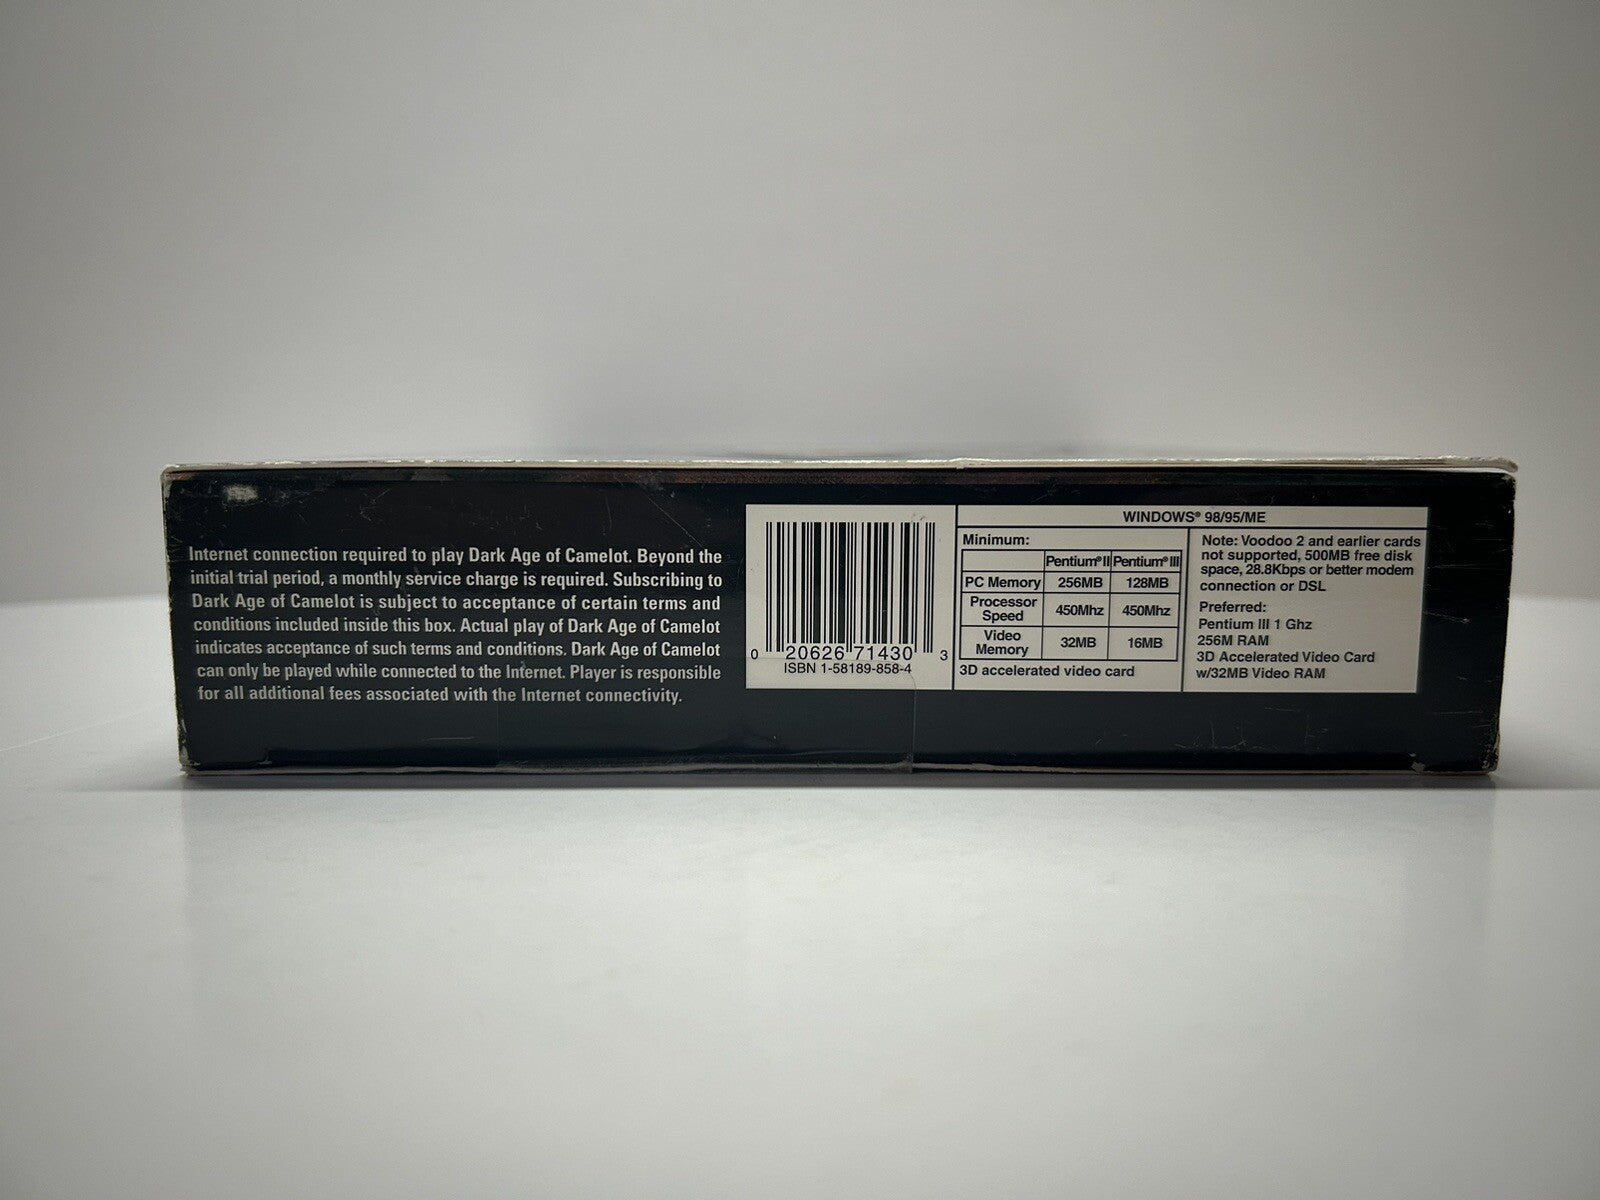 Internet connection required to play Dark Age of Camelot. Beyond the
initial trial period, a monthly service charge is required. Subscribing to
Dark Age of Camelot is subject to acceptance of certain terms and
conditions included inside this box. Actual play of Dark Age of Camelot
indicates acceptance of such terms and conditions. Dark Age of Camelot
can only be played while connected to the Internet. Player is responsible
for all additional fees associated with the Internet connectivity.
0 20626 71430 3
ISBN 1-58189-858-4
WINDOWS® 98/95/ME
Minimum:
Pentium® II Pentium® III
PC Memory 256MB 128MB
Processor
Speed 450Mhz 450Mhz
Video
Memory 32MB 16MB
3D accelerated video card
Note: Voodoo 2 and earlier cards
not supported, 500MB free disk
space, 28.8Kbps or better modem
connection or DSL
Preferred:
Pentium III 1 Ghz
256M RAM
3D Accelerated Video Card
w/32MB Video RAM